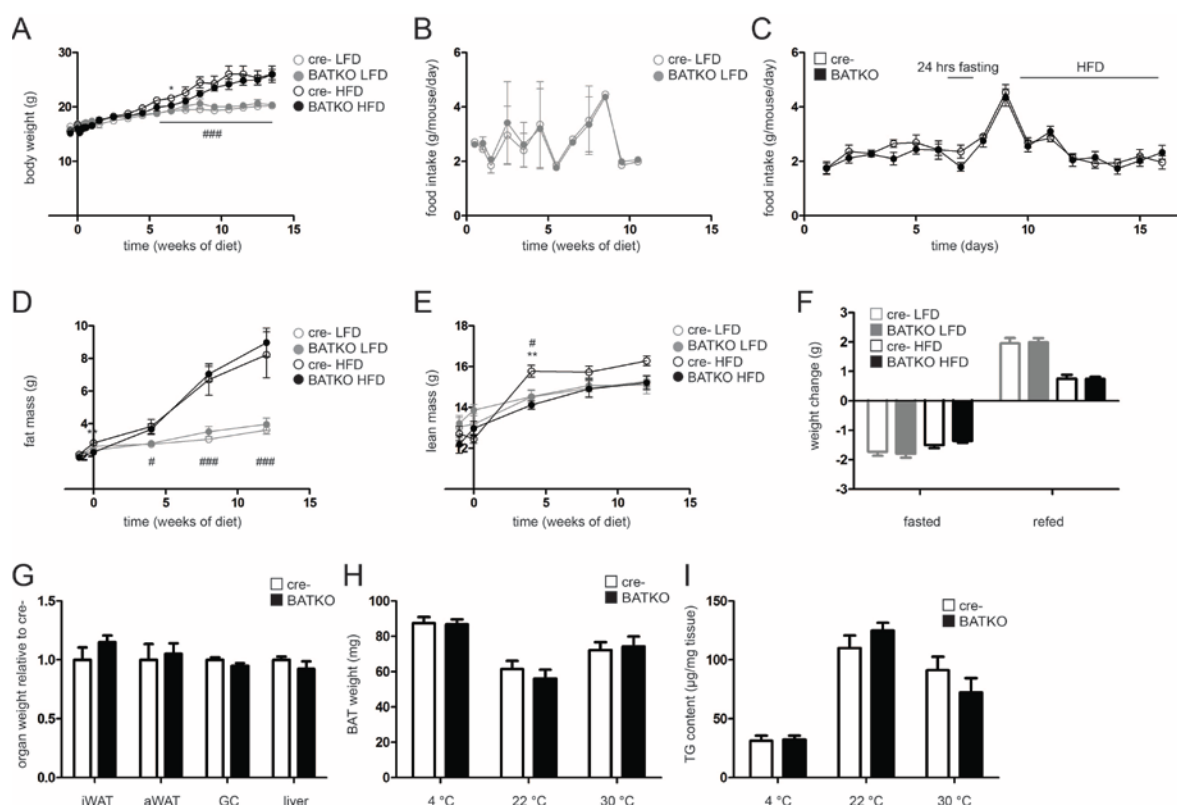 A
body weight (g)
30
20
10
0
5
10
15
time (weeks of diet)
cre- LFD
BATKO LFD
cre- HFD
BATKO HFD
*
###
B
food intake (g/mouse/day)
6
4
2
0
0
5
10
15
time (weeks of diet)
cre- LFD
BATKO LFD
C
food intake (g/mouse/day)
6
4
2
0
0
5
10
15
time (days)
cre-
BATKO
24 hrs fasting
HFD
D
fat mass (g)
10
8
6
4
0
5
10
15
time (weeks of diet)
cre- LFD
BATKO LFD
cre- HFD
BATKO HFD
#
###
###
E
lean mass (g)
18
16
14
12
0
5
10
15
time (weeks of diet)
cre- LFD
BATKO LFD
cre- HFD
BATKO HFD
#
**
F
weight change (g)
3
2
1
0
-1
-2
-3
fasted
refed
cre- LFD
BATKO LFD
cre- HFD
BATKO HFD
G
organ weight relative to cre-
1.5
1.0
0.5
0.0
iWAT
aWAT
GC
liver
cre-
BATKO
H
BAT weight (mg)
100
80
60
40
20
0
4 °C
22 °C
30 °C
cre-
BATKO
I
TG content (µg/mg tissue)
150
100
50
0
4 °C
22 °C
30 °C
cre-
BATKO